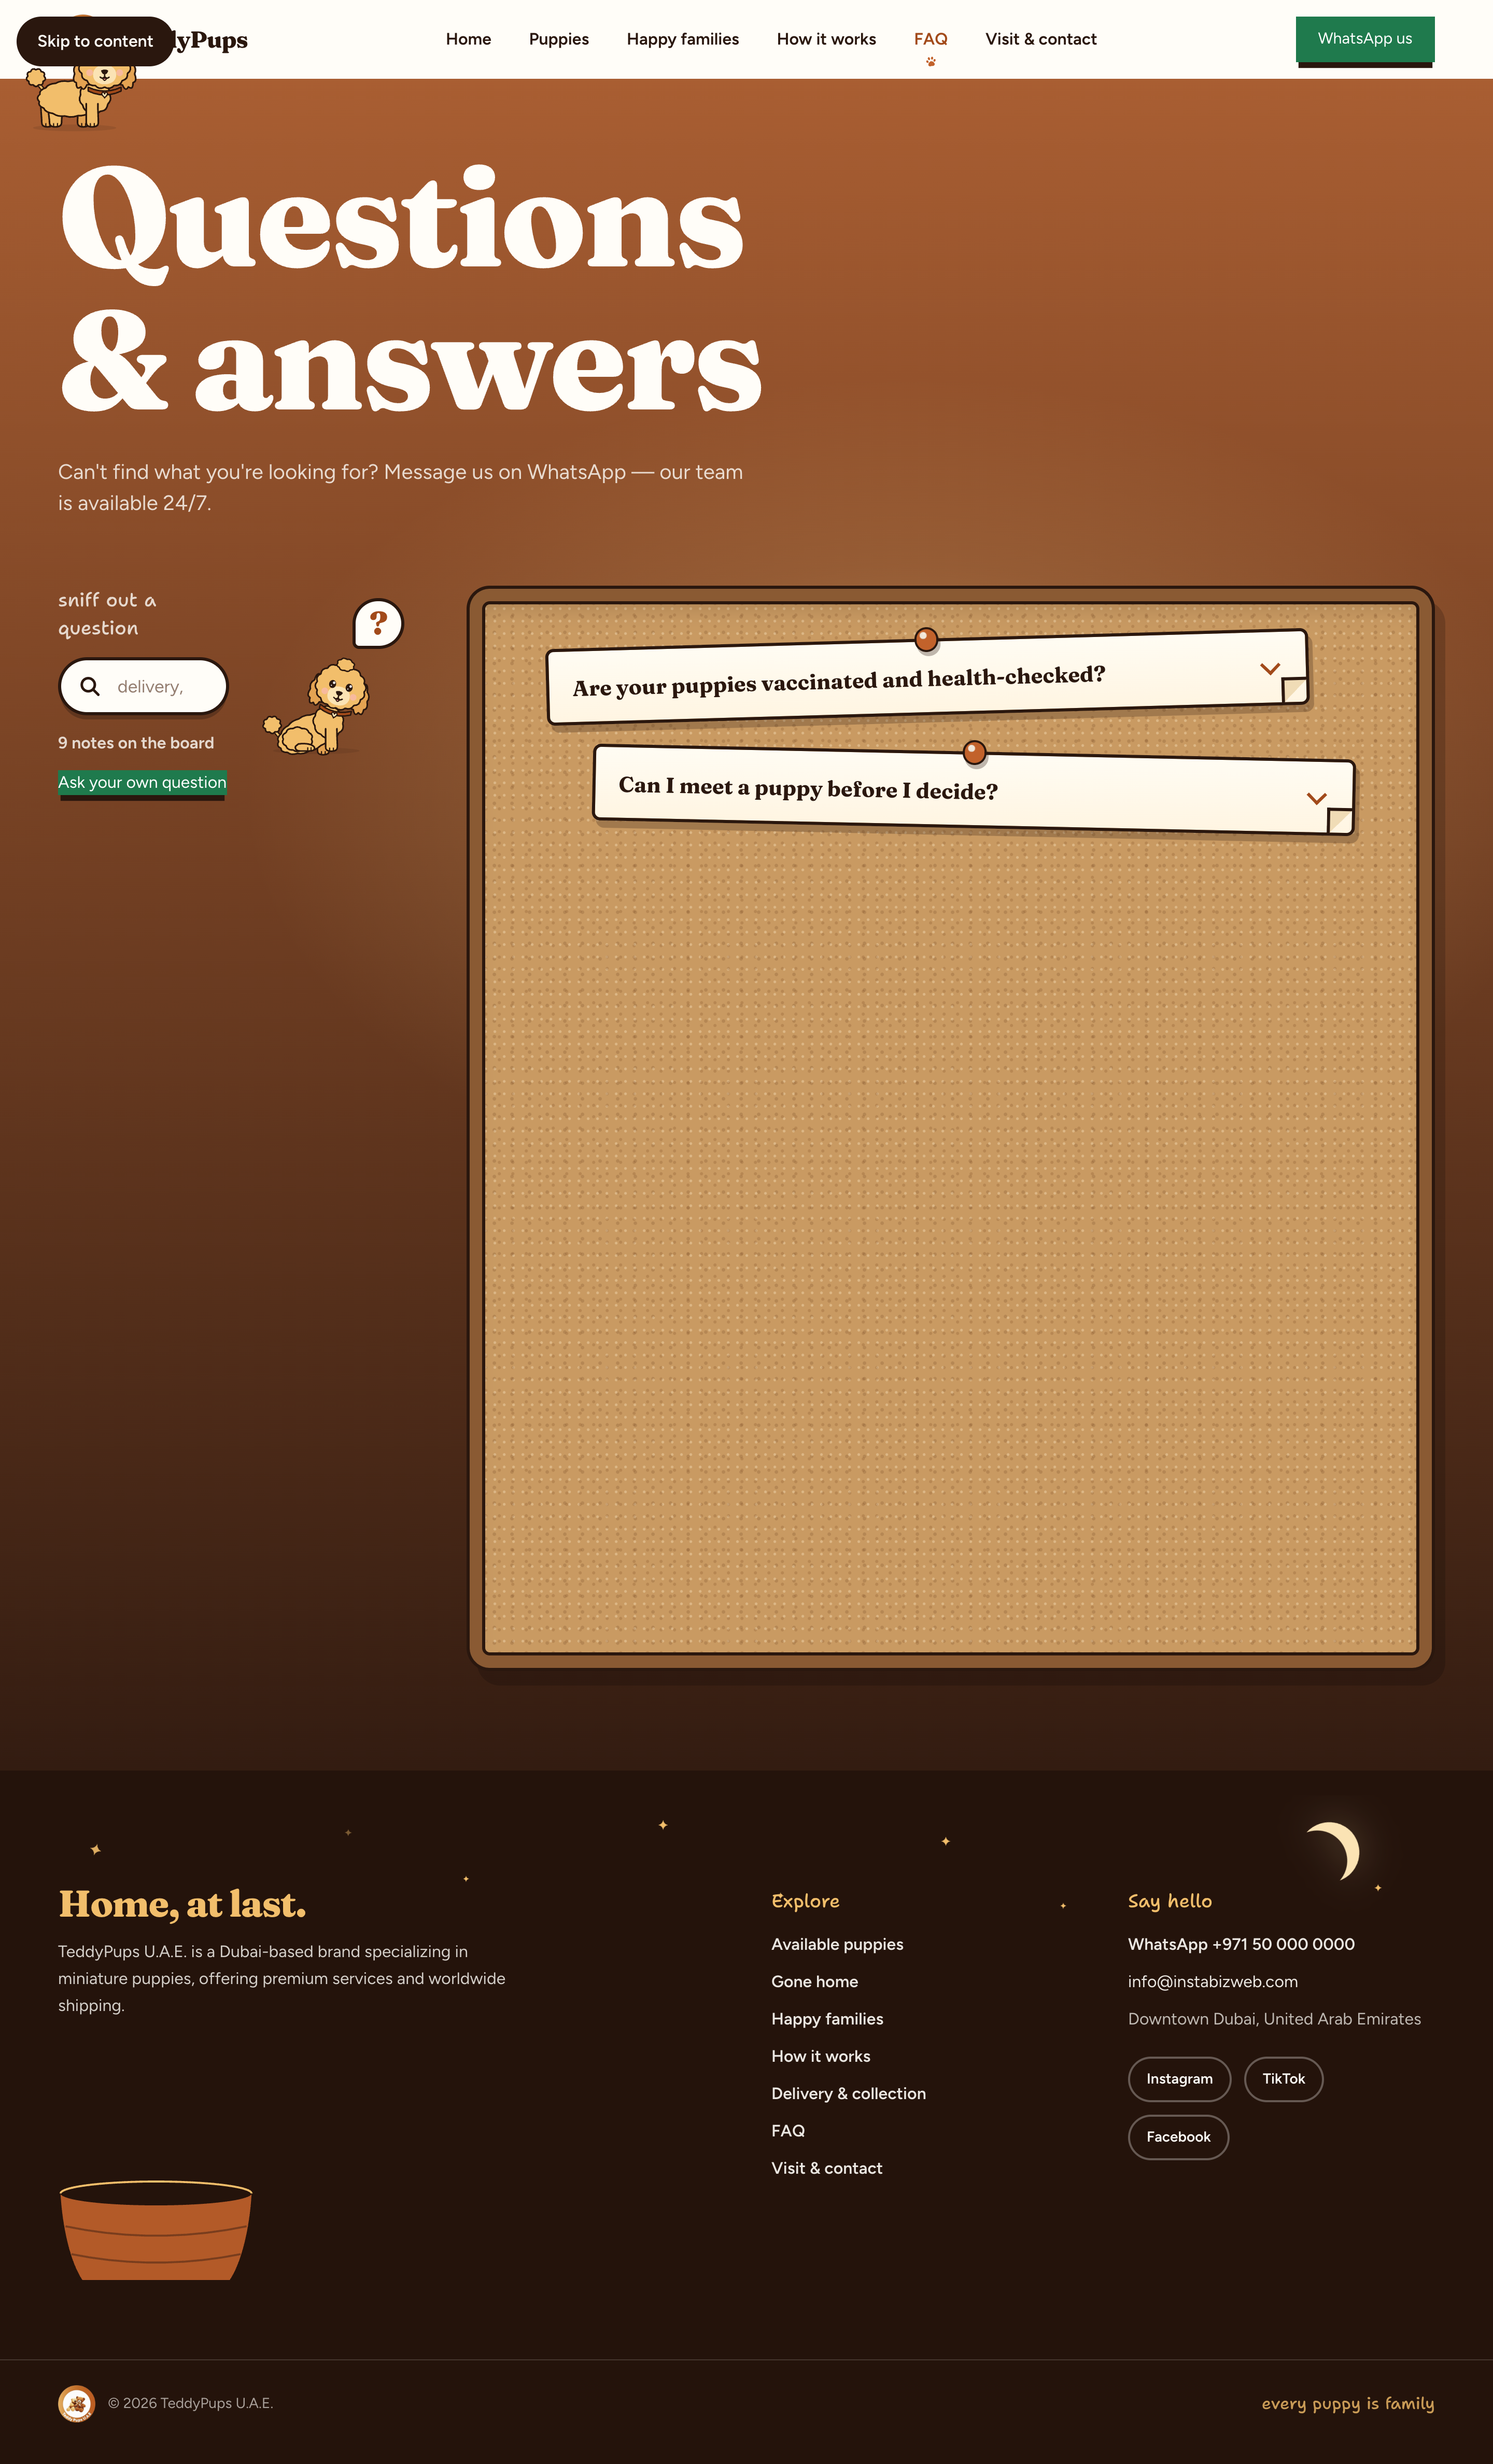 Skip to content
dyPups
Home
Puppies
Happy families
How it works
FAQ
Visit & contact
WhatsApp us
Questions
& answers
Can't find what you're looking for? Message us on WhatsApp — our team
is available 24/7.
sniff out a
question
?
delivery,
9 notes on the board
Ask your own question
Are your puppies vaccinated and health-checked?
Can I meet a puppy before I decide?
Home, at last.
TeddyPups U.A.E. is a Dubai-based brand specializing in
miniature puppies, offering premium services and worldwide
shipping.
Explore
Available puppies
Gone home
Happy families
How it works
Delivery & collection
FAQ
Visit & contact
Say hello
WhatsApp +971 50 000 0000
info@instabizweb.com
Downtown Dubai, United Arab Emirates
Instagram
TikTok
Facebook
© 2026 TeddyPups U.A.E.
every puppy is family